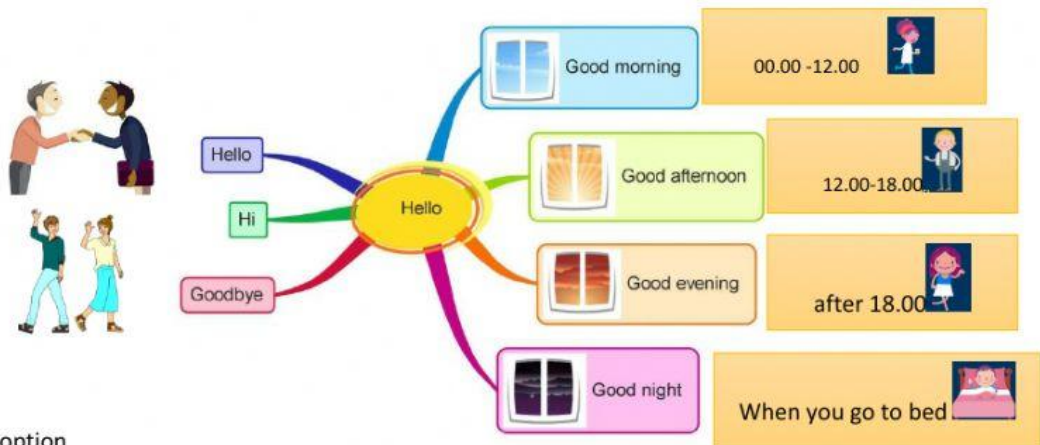 Good morning
00.00 -12.00
Hello
Good afternoon
12.00-18.00
Hello
Hi
Good evening
after 18.00
Goodbye
Good night
When you go to bed
option